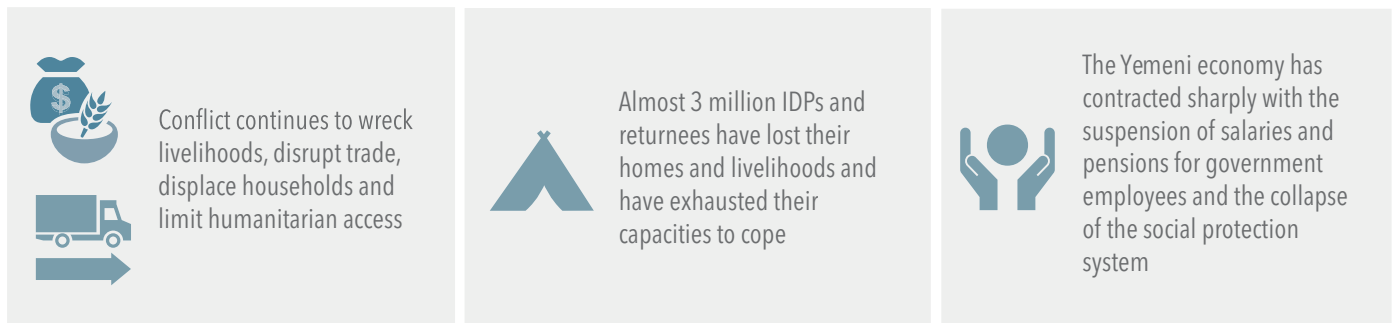 $
Conflict continues to wreck
livelihoods, disrupt trade,
displace households and
limit humanitarian access
Almost 3 million IDPs and
returnees have lost their
homes and livelihoods and
have exhausted their
capacities to cope
The Yemeni economy has
contracted sharply with the
suspension of salaries and
pensions for government
employees and the collapse
of the social protection
system